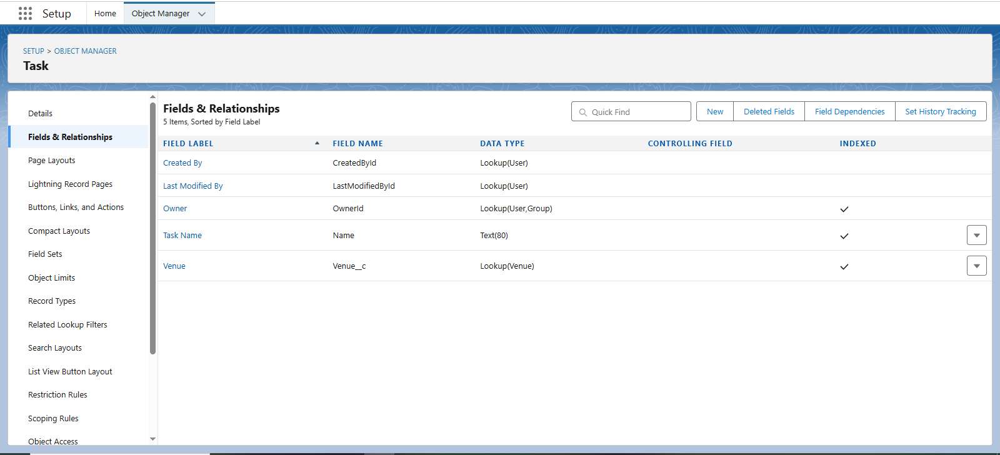 Setup
Home
Object Manager
SETUP > OBJECT MANAGER
Task
Details
Fields & Relationships
Page Layouts
Lightning Record Pages
Buttons, Links, and Actions
Compact Layouts
Field Sets
Object Limits
Record Types
Related Lookup Filters
Search Layouts
List View Button Layout
Restriction Rules
Scoping Rules
Object Access
Fields & Relationships
5 Items, Sorted by Field Label
Quick Find
New
Deleted Fields
Field Dependencies
Set History Tracking
FIELD LABEL FIELD NAME DATA TYPE CONTROLLING FIELD INDEXED
Created By CreatedById Lookup(User)
Last Modified By LastModifiedById Lookup(User)
Owner OwnerId Lookup(User,Group)
Task Name Name Text(80)
Venue Venue__c Lookup(Venue)